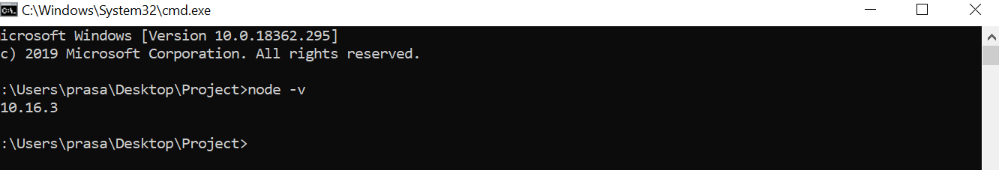 C:\Windows\System32\cmd.exe
icrosoft Windows [Version 10.0.18362.295]
c) 2019 Microsoft Corporation. All rights reserved.
:\Users\prasa\Desktop\Project>node -v
10.16.3
:\Users\prasa\Desktop\Project>